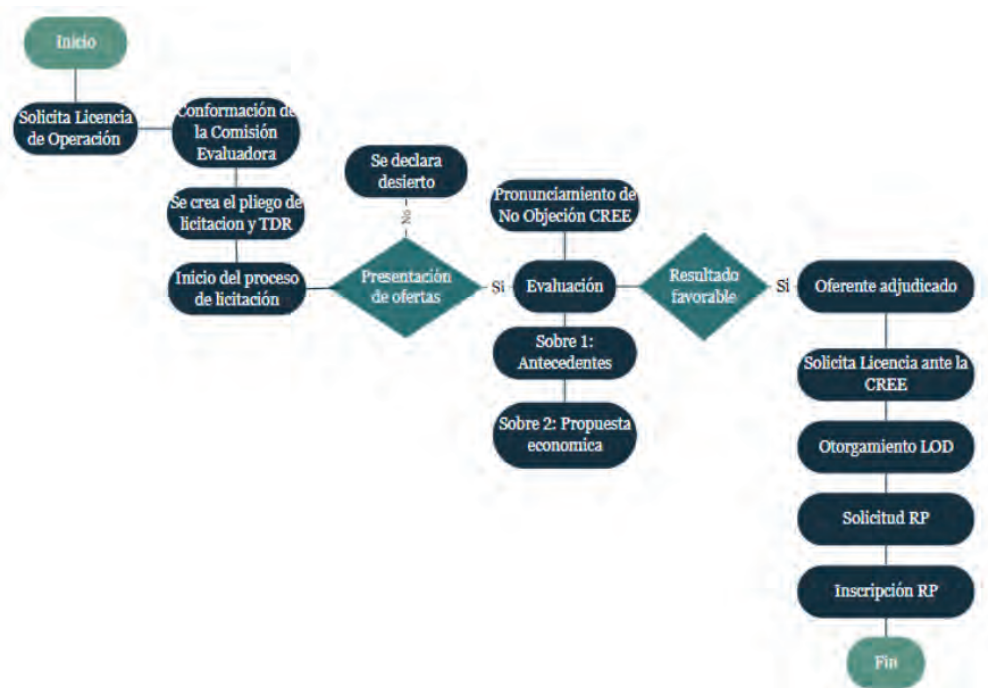 Inicio
Solicita Licencia
de Operación
Conformación de
la Comisión
Evaluadora
Se crea el pliego de
licitacion y TDR
Inicio del proceso
de licitación
Se declara
desierto
No
Presentación
de ofertas
Si
Pronunciamiento de
No Objeción CREE
Evaluación
Sobre 1:
Antecedentes
Sobre 2: Propuesta
economica
Resultado
favorable
Si
Oferente adjudicado
Solicita Licencia ante la
CREE
Otorgamiento LOD
Solicitud RP
Inscripción RP
Fin